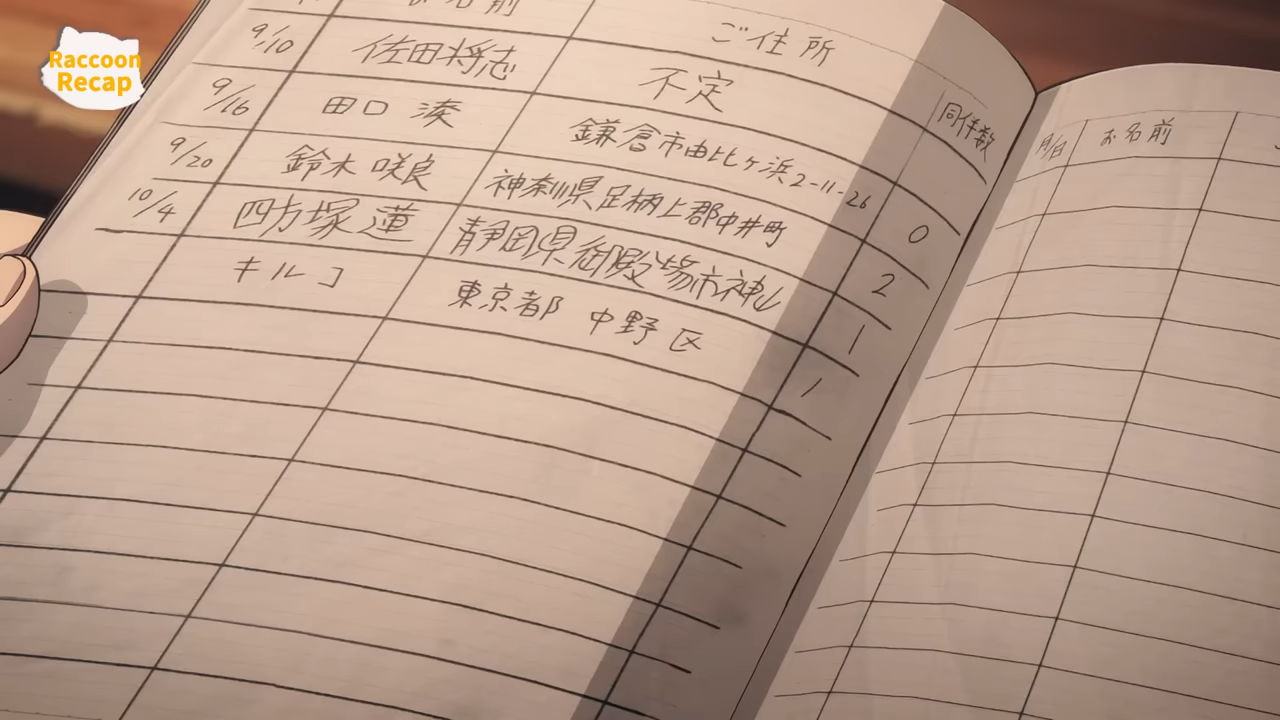 Raccoon
Recap
お名前 ご住所 同伴数
9/10 佐田将志 不定 0
9/16 田口 湊 鎌倉市由比ヶ浜2-11-26 2
9/20 鈴木 咲良 神奈川県足柄上郡中井町 1
10/4 四方塚 蓮 静岡県御殿場市神山 1
キルコ 東京都 中野区
月/日 お名前